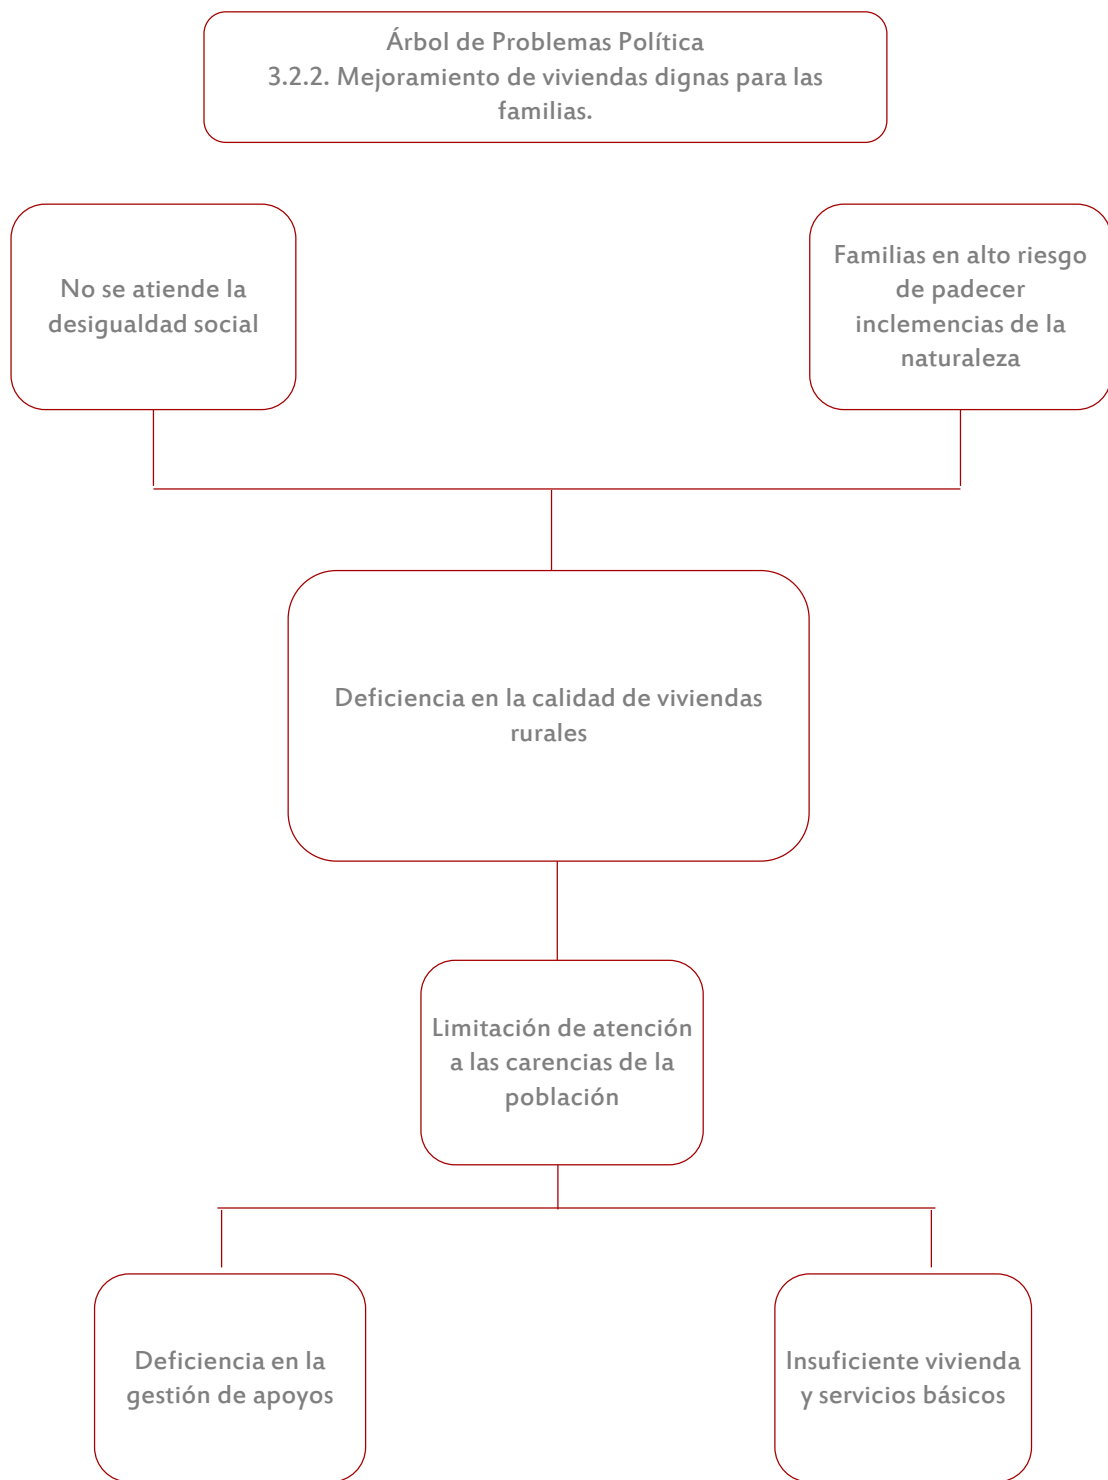 Árbol de Problemas Política
3.2.2. Mejoramiento de viviendas dignas para las
familias.
No se atiende la
desigualdad social
Familias en alto riesgo
de padecer
inclemencias de la
naturaleza
Deficiencia en la calidad de viviendas
rurales
Limitación de atención
a las carencias de la
población
Deficiencia en la
gestión de apoyos
Insuficiente vivienda
y servicios básicos